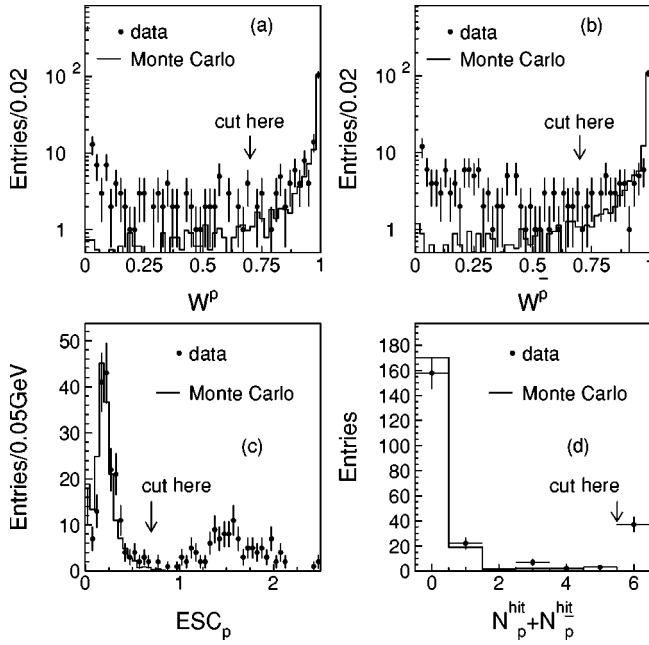 (a)
data
Monte Carlo
cut here
Entries/0.02
10²
10
1
0 0.25 0.5 0.75 1
Wᵖ
(b)
data
Monte Carlo
cut here
Entries/0.02
10²
10
1
0 0.25 0.5 0.75 1
W^p̄
data
Monte Carlo
(c)
cut here
Entries/0.05GeV
50
40
30
20
10
0
0 1 2
ESCₚ
data
Monte Carlo
(d)
cut here
Entries
180
160
140
120
100
80
60
40
20
0
0 2 4 6
Nₚʰⁱᵗ+N_p̄ʰⁱᵗ